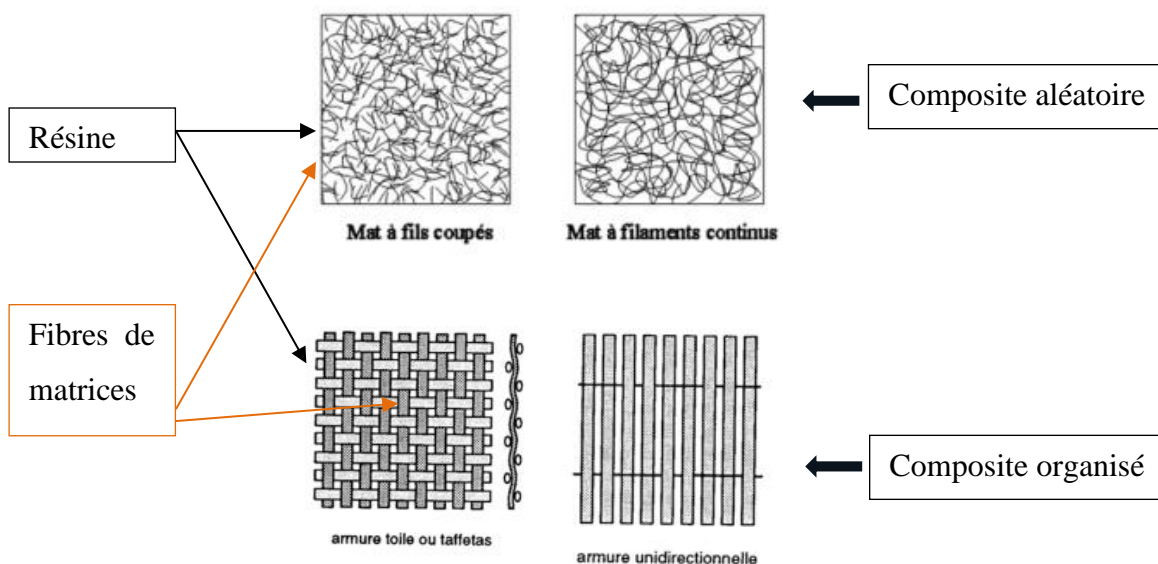 Composite aléatoire
Résine
Mat à fils coupés
Mat à filaments continus
Fibres de
matrices
Composite organisé
armure toile ou taffetas
armure unidirectionnelle